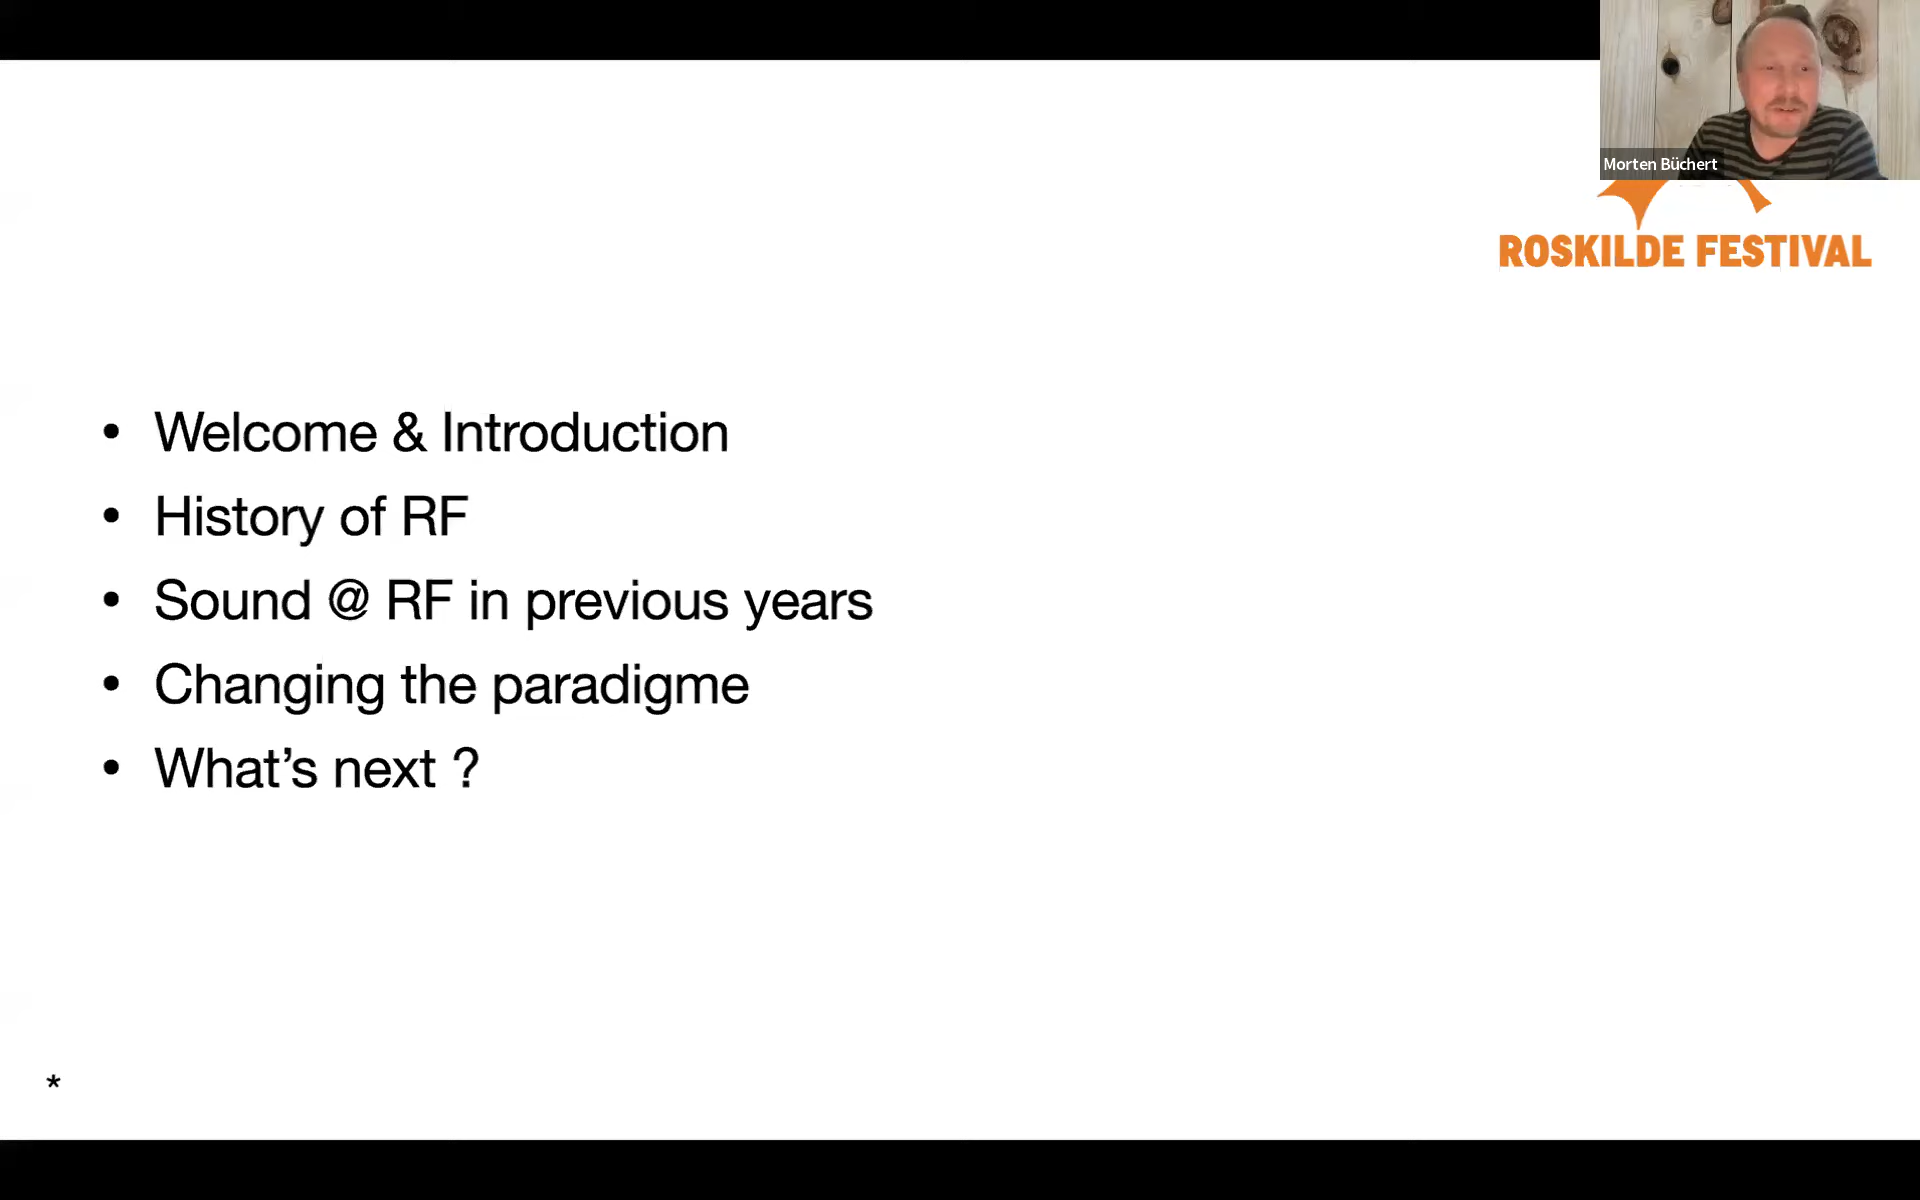 Morten Büchert
ROSKILDE FESTIVAL
• Welcome & Introduction
• History of RF
• Sound @ RF in previous years
• Changing the paradigme
• What’s next ?
*